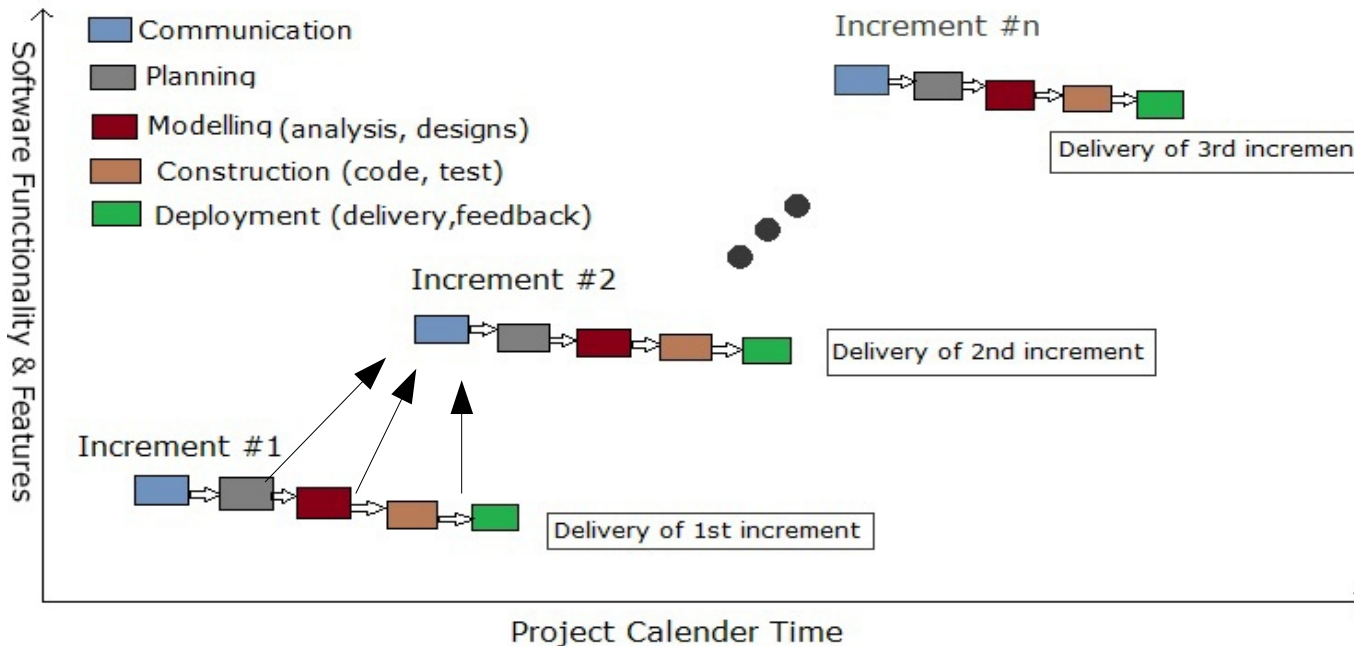 Software Functionality & Features
Communication
Planning
Modelling (analysis, designs)
Construction (code, test)
Deployment (delivery,feedback)
Increment #n
Delivery of 3rd incremen
Increment #2
Delivery of 2nd increment
Increment #1
Delivery of 1st increment
Project Calender Time